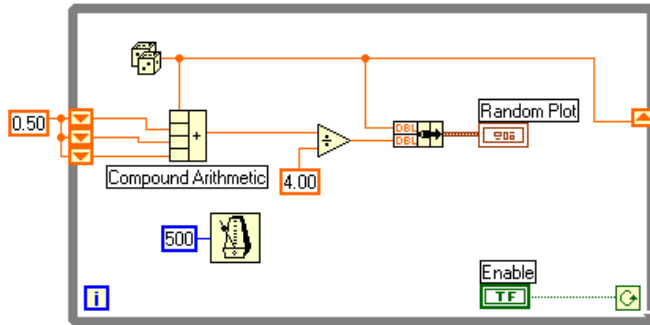 Random Plot
0.50
DBL
DBL
+
÷
Compound Arithmetic
4.00
500
Enable
i
TF